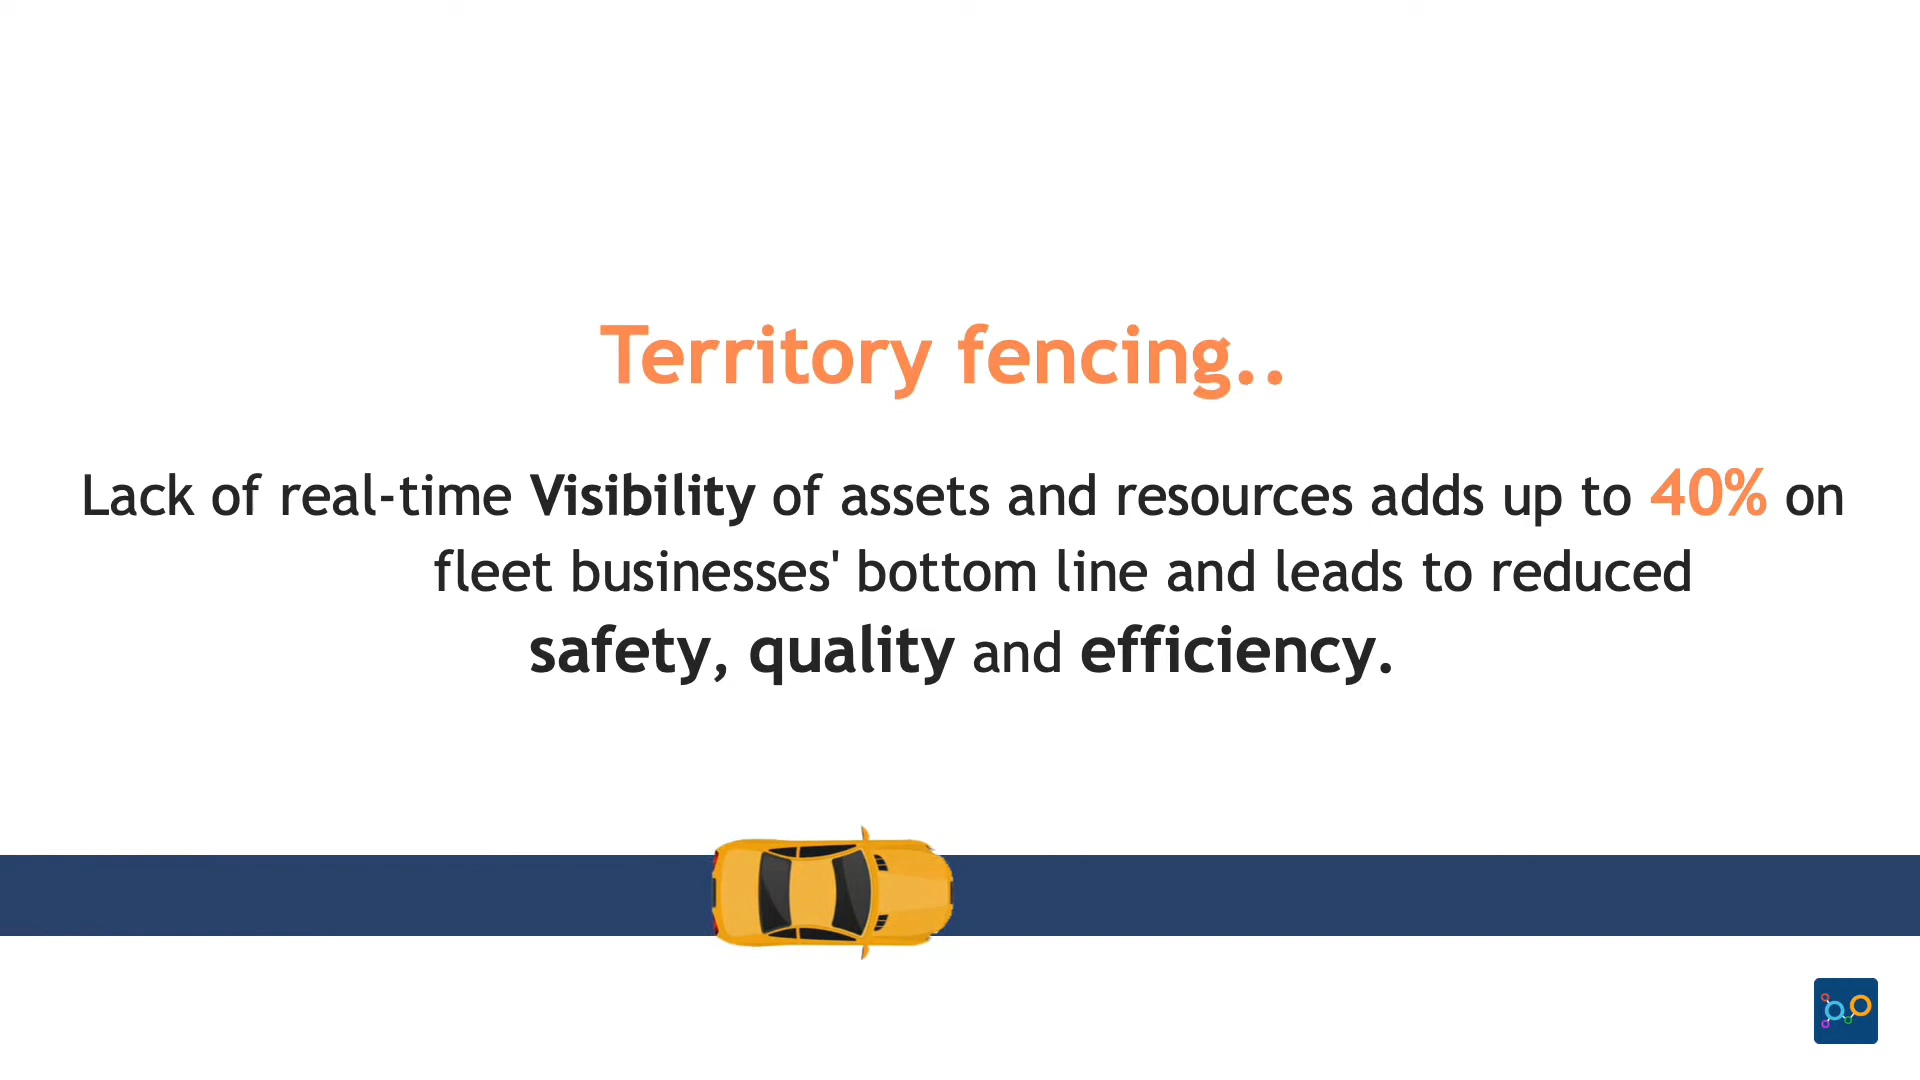 Territory fencing..
Lack of real-time Visibility of assets and resources adds up to 40% on
fleet businesses' bottom line and leads to reduced
safety, quality and efficiency.